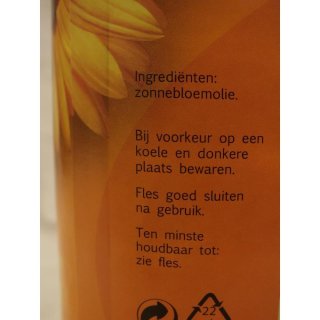 Ingrediënten:
zonnebloemolie.
Bij voorkeur op een
koele en donkere
plaats bewaren.
Fles goed sluiten
na gebruik.
Ten minste
houdbaar tot:
zie fles.
22